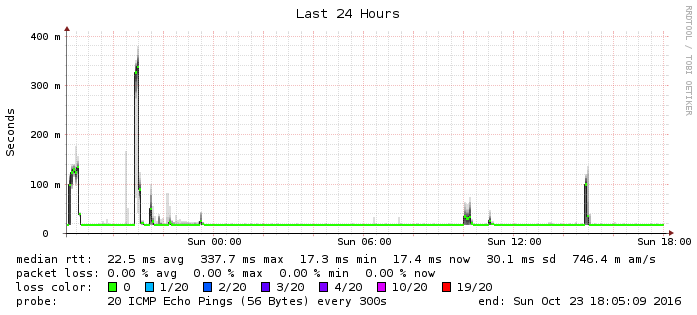 Last 24 Hours
RRDTOOL / TOBI OETIKER
Seconds
400 m
300 m
200 m
100 m
0
Sun 00:00 Sun 06:00 Sun 12:00 Sun 18:00
median rtt: 22.5 ms avg 337.7 ms max 17.3 ms min 17.4 ms now 30.1 ms sd 746.4 m am/s
packet loss: 0.00 % avg 0.00 % max 0.00 % min 0.00 % now
loss color: 0 1/20 2/20 3/20 4/20 10/20 19/20
probe: 20 ICMP Echo Pings (56 Bytes) every 300s end: Sun Oct 23 18:05:09 2016